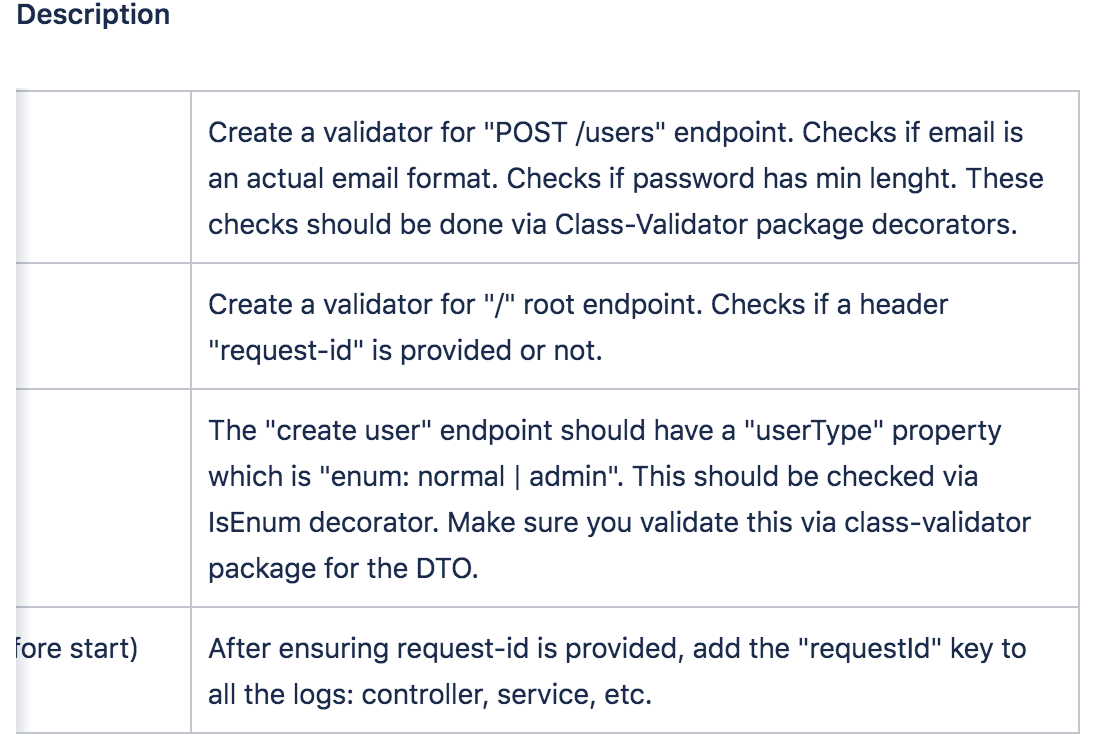 Description
Create a validator for "POST /users" endpoint. Checks if email is
an actual email format. Checks if password has min lenght. These
checks should be done via Class-Validator package decorators.
Create a validator for "/" root endpoint. Checks if a header
"request-id" is provided or not.
The "create user" endpoint should have a "userType" property
which is "enum: normal | admin". This should be checked via
IsEnum decorator. Make sure you validate this via class-validator
package for the DTO.
fore start)
After ensuring request-id is provided, add the "requestId" key to
all the logs: controller, service, etc.